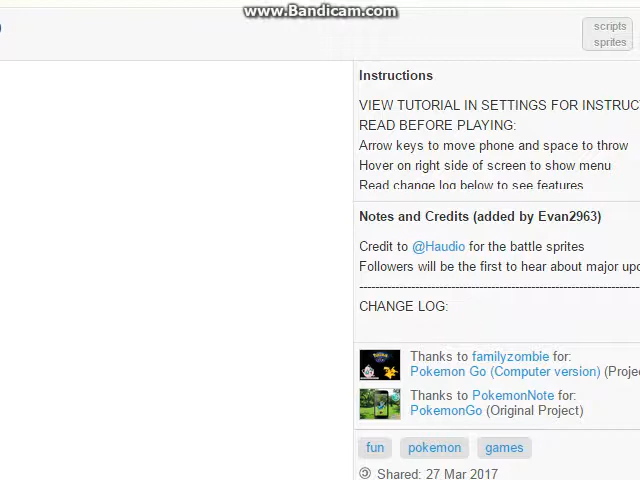 www.Bandicam.com
scripts
sprites
Instructions
VIEW TUTORIAL IN SETTINGS FOR INSTRUC
READ BEFORE PLAYING:
Arrow keys to move phone and space to throw
Hover on right side of screen to show menu
Read change log below to see features
Notes and Credits (added by Evan2963)
Credit to @Haudio for the battle sprites
Followers will be the first to hear about major upd
CHANGE LOG:
Thanks to familyzombie for:
Pokemon Go (Computer version) (Projec
Thanks to PokemonNote for:
PokemonGo (Original Project)
fun pokemon games
Shared: 27 Mar 2017